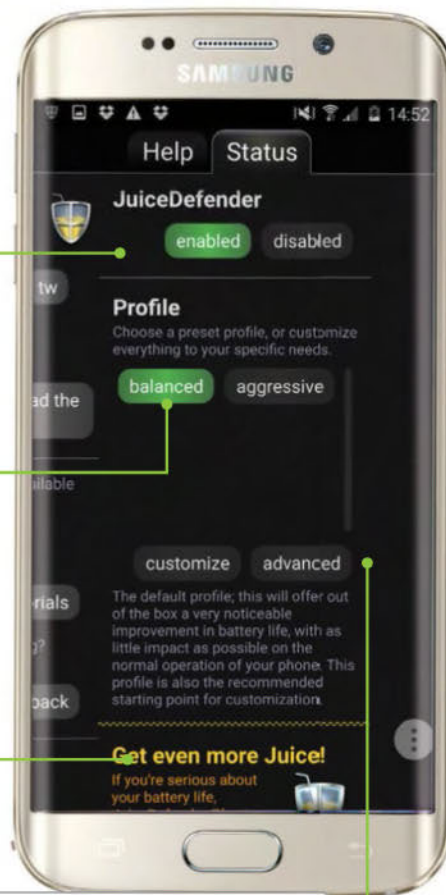 SAMSUNG
14:52
Help
Status
JuiceDefender
enabled
disabled
tw
Profile
Choose a preset profile, or customize
everything to your specific needs.
balanced
aggressive
ad the
ailable
customize
advanced
rials
g?
back
The default profile; this will offer out
of the box a very noticeable
improvement in battery life, with as
little impact as possible on the
normal operation of your phone. This
profile is also the recommended
starting point for customization.
Get even more Juice!
If you're serious about
your battery life,